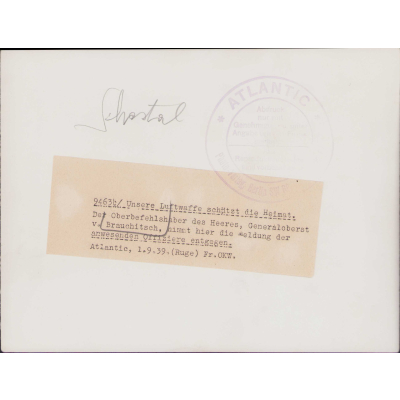 Schostal
ATLANTIC
9463b/ Unsere Luftwaffe schützt die Heimat.
Der Oberbefehlshaber des Heeres, Generaloberst
v. Brauchitsch, nimmt hier die Meldung der
anwesenden Offiziere entgegen.
Atlantic, 1.9.39.(Huge) Fr.OKW.